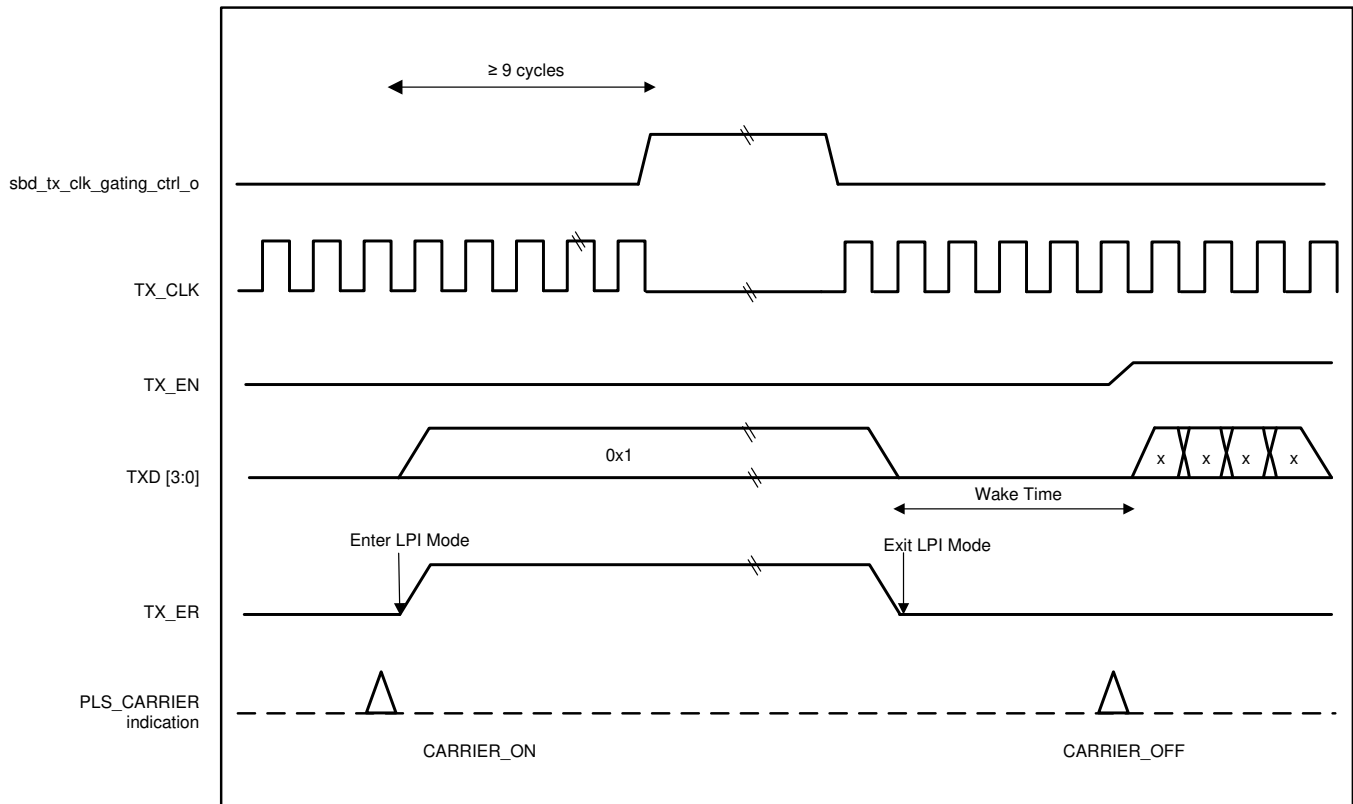 ≥ 9 cycles
sbd_tx_clk_gating_ctrl_o
TX_CLK
TX_EN
0x1
x x x x
TXD [3:0]
Wake Time
Enter LPI Mode
Exit LPI Mode
TX_ER
PLS_CARRIER
indication
CARRIER_ON
CARRIER_OFF